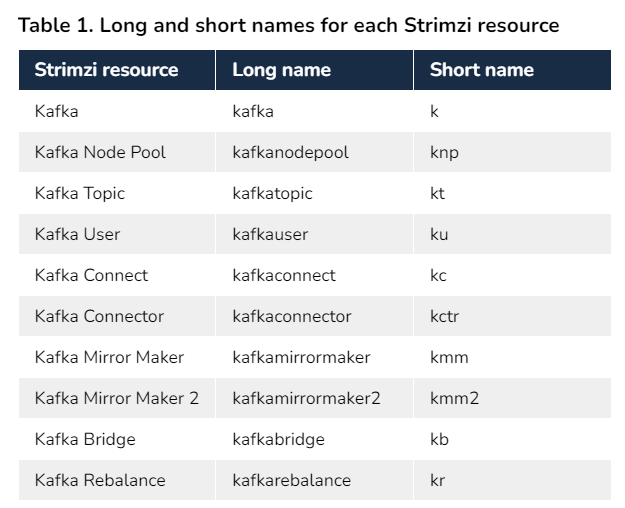 Table 1. Long and short names for each Strimzi resource
Strimzi resource Long name Short name
Kafka kafka k
Kafka Node Pool kafkanodepool knp
Kafka Topic kafkatopic kt
Kafka User kafkauser ku
Kafka Connect kafkaconnect kc
Kafka Connector kafkaconnector kctr
Kafka Mirror Maker kafkamirrormaker kmm
Kafka Mirror Maker 2 kafkamirrormaker2 kmm2
Kafka Bridge kafkabridge kb
Kafka Rebalance kafkarebalance kr